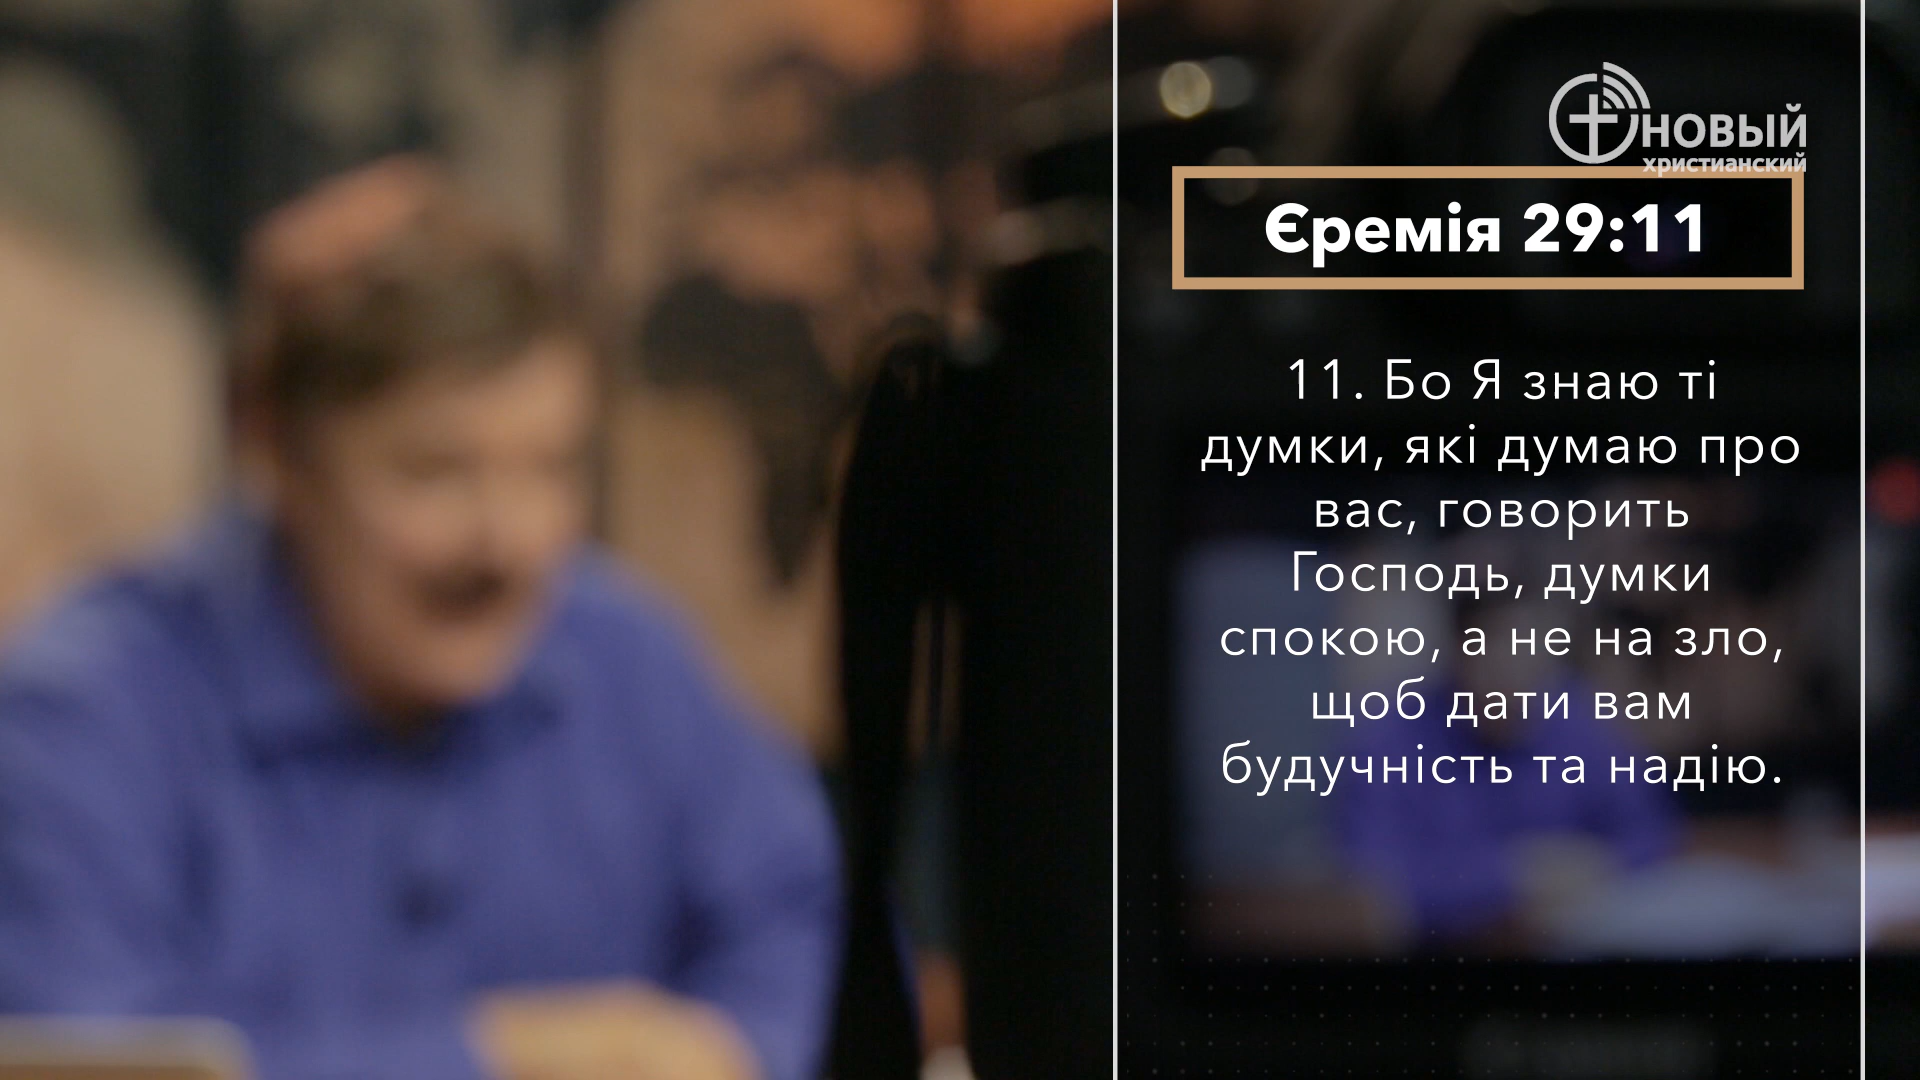 НОВЫЙ
христианский
Єремія 29:11
11. Бо Я знаю ті
думки, які думаю про
вас, говорить
Господь, думки
спокою, а не на зло,
щоб дати вам
будучність та надію.